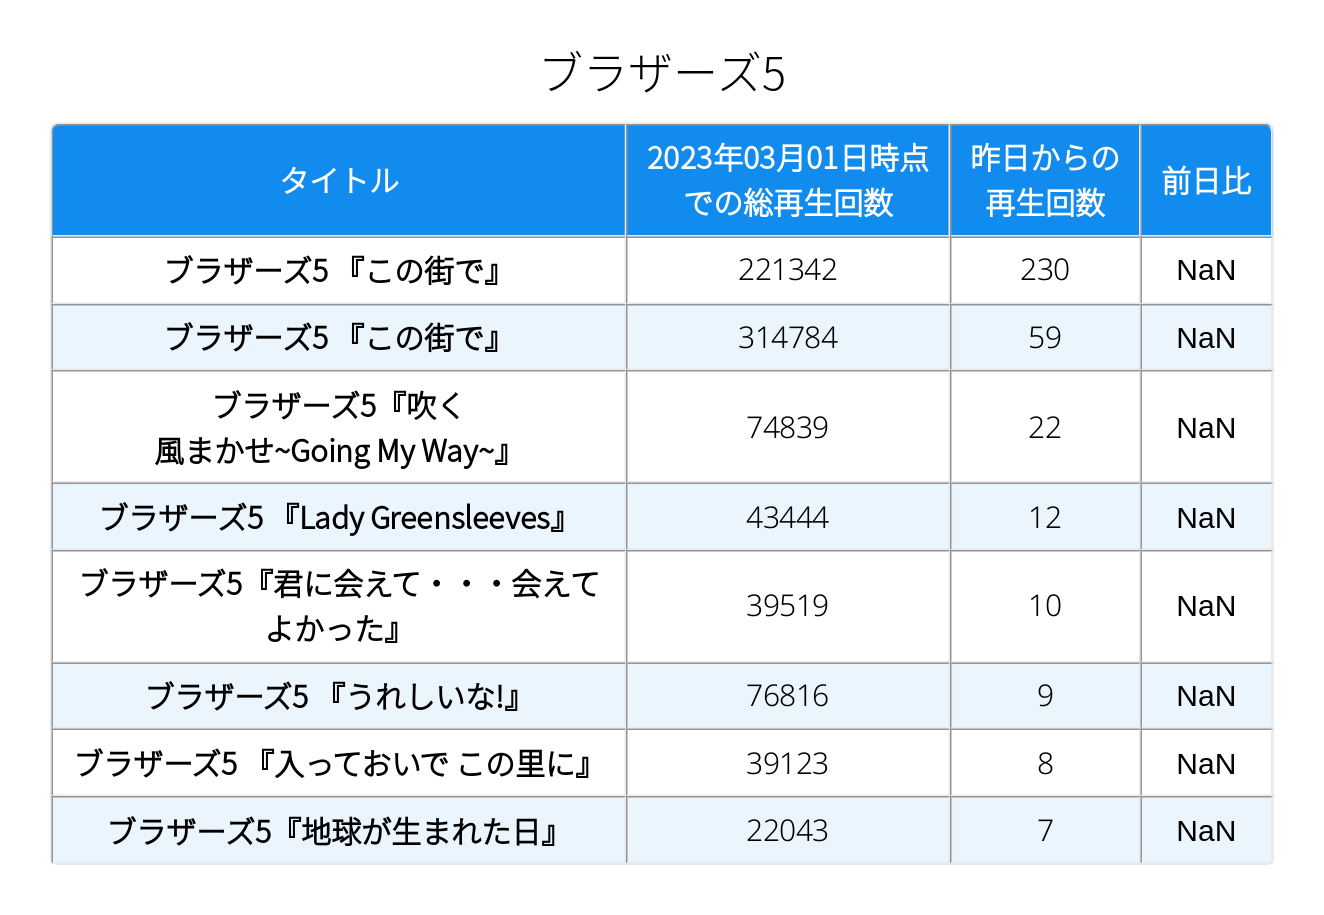 ブラザーズ5
タイトル
2023年03月01日時点
での総再生回数
昨日からの
再生回数
前日比
ブラザーズ5 『この街で』
221342
230
NaN
ブラザーズ5 『この街で』
314784
59
NaN
ブラザーズ5『吹く
風まかせ~Going My Way~』
74839
22
NaN
ブラザーズ5 『Lady Greensleeves』
43444
12
NaN
ブラザーズ5『君に会えて・・・会えて
よかった』
39519
10
NaN
ブラザーズ5 『うれしいな!』
76816
9
NaN
ブラザーズ5 『入っておいで この里に』
39123
8
NaN
ブラザーズ5『地球が生まれた日』
22043
7
NaN